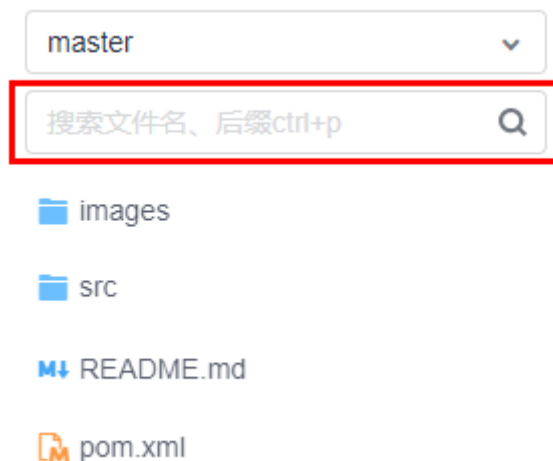 master
搜索文件名、后缀ctrl+p
images
src
M↓ README.md
M pom.xml